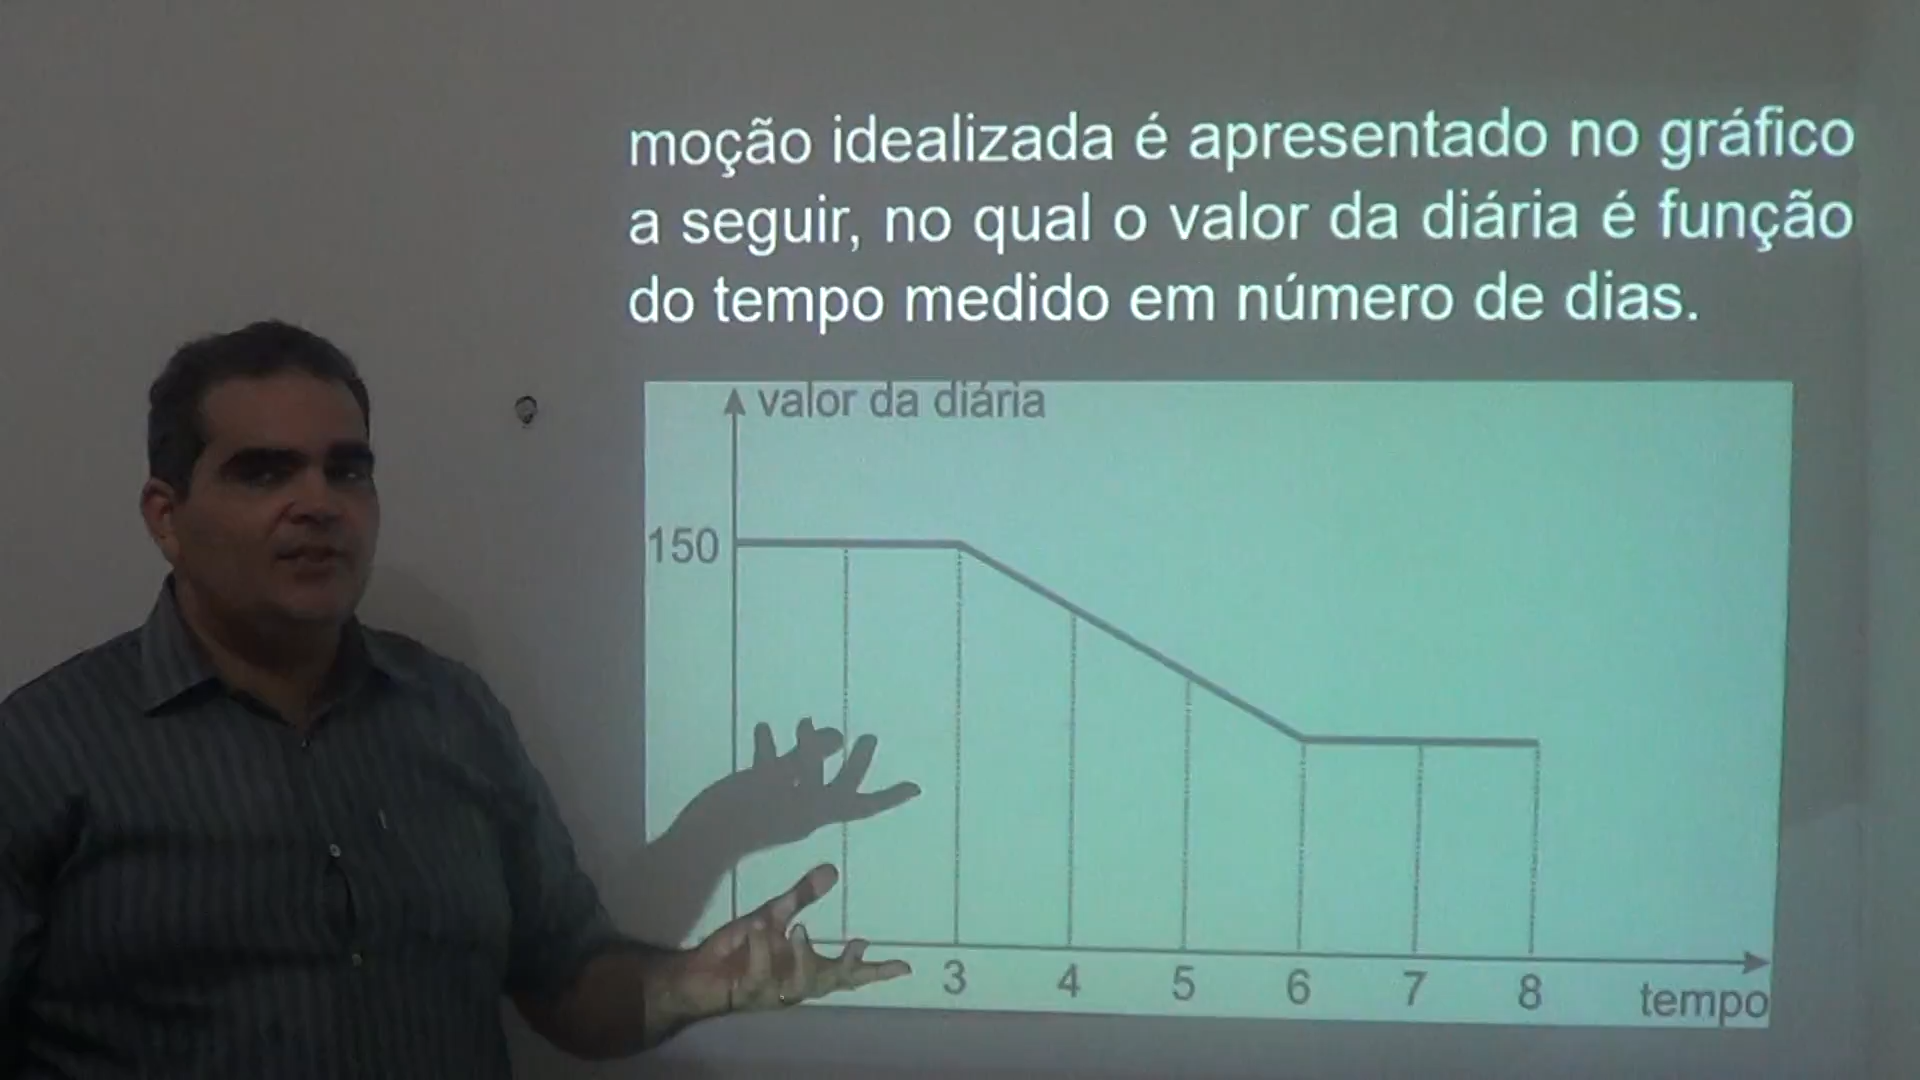 moção idealizada é apresentado no gráfico
a seguir, no qual o valor da diária é função
do tempo medido em número de dias.
valor da diária
150
3 4 5 6 7 8 tempo